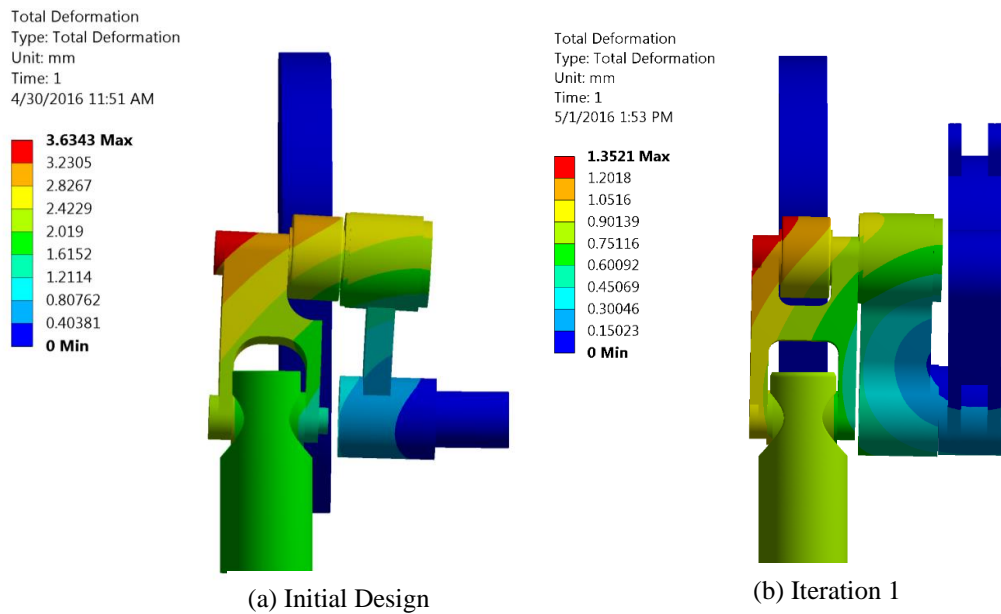 Total Deformation
Type: Total Deformation
Unit: mm
Time: 1
4/30/2016 11:51 AM
3.6343 Max
3.2305
2.8267
2.4229
2.019
1.6152
1.2114
0.80762
0.40381
0 Min
(a) Initial Design
Total Deformation
Type: Total Deformation
Unit: mm
Time: 1
5/1/2016 1:53 PM
1.3521 Max
1.2018
1.0516
0.90139
0.75116
0.60092
0.45069
0.30046
0.15023
0 Min
(b) Iteration 1